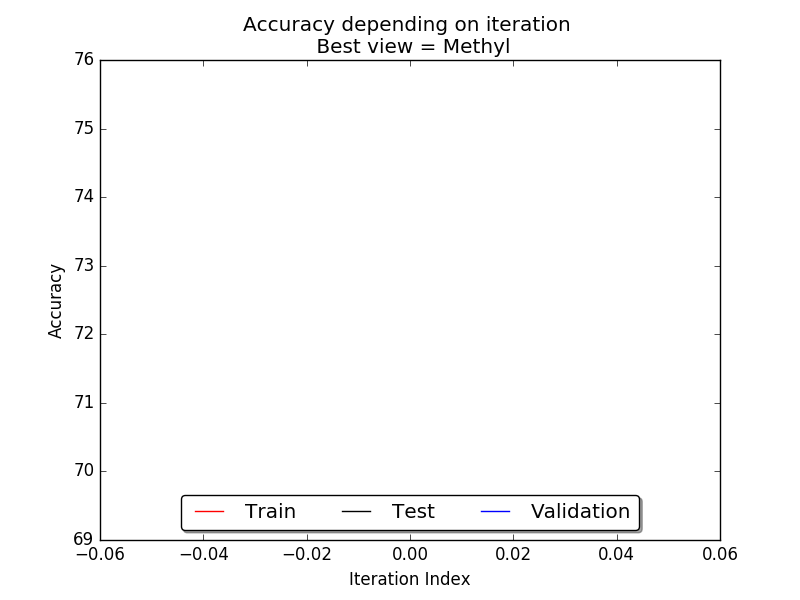 Accuracy depending on iteration
Best view = Methyl
76
75
74
73
72
71
70
69
Accuracy
Train Test Validation
−0.06 −0.04 −0.02 0.00 0.02 0.04 0.06
Iteration Index